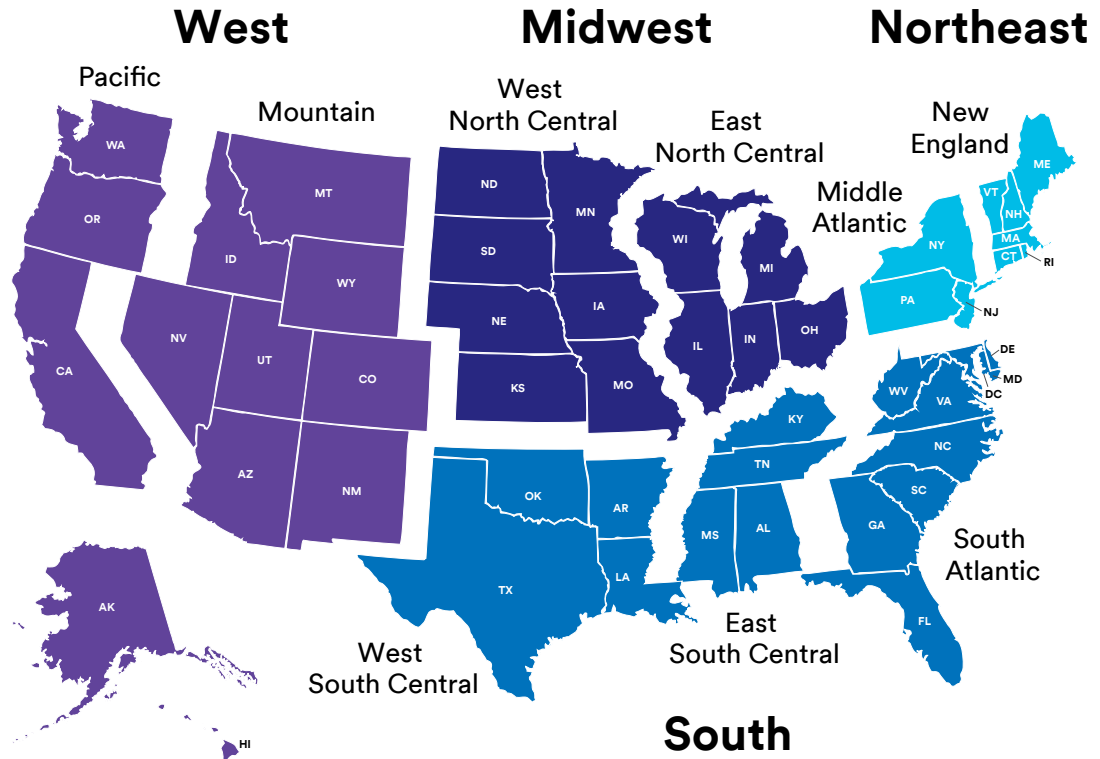 West
Midwest
Northeast
Pacific
Mountain
West
North Central
East
North Central
New
England
Middle
Atlantic
WA
OR
CA
MT
ID
WY
NV
UT
CO
AZ
NM
AK
HI
ND
SD
NE
KS
MN
IA
MO
WI
MI
IL
IN
OH
ME
VT
NH
MA
CT
RI
NY
PA
NJ
DE
MD
DC
WV
VA
NC
SC
GA
FL
KY
TN
MS
AL
OK
AR
TX
LA
South
Atlantic
East
South Central
West
South Central
South